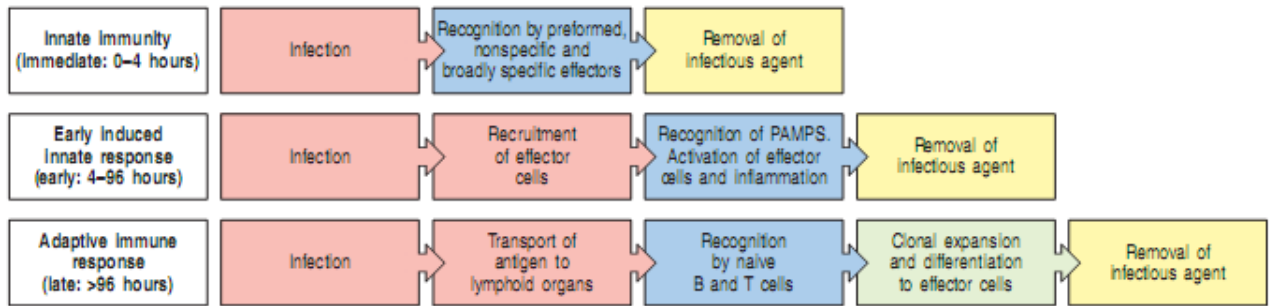 Innate Immunity
(immediate: 0–4 hours)
Infection
Recognition by preformed,
nonspecific and
broadly specific effectors
Removal of
infectious agent
Early induced
innate response
(early: 4–96 hours)
Infection
Recruitment
of effector
cells
Recognition of PAMPS.
Activation of effector
cells and inflammation
Removal of
infectious agent
Adaptive immune
response
(late: >96 hours)
Infection
Transport of
antigen to
lymphoid organs
Recognition
by naive
B and T cells
Clonal expansion
and differentiation
to effector cells
Removal of
infectious agent